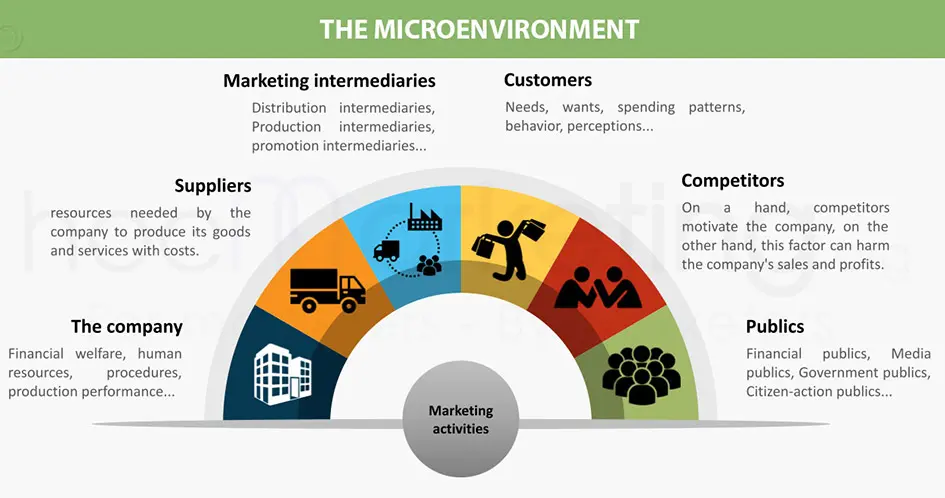 THE MICROENVIRONMENT
Marketing intermediaries
Distribution intermediaries,
Production intermediaries,
promotion intermediaries...
Customers
Needs, wants, spending patterns,
behavior, perceptions...
Suppliers
resources needed by the
company to produce its goods
and services with costs.
Competitors
On a hand, competitors
motivate the company, on the
other hand, this factor can harm
the company's sales and profits.
The company
Financial welfare, human
resources, procedures,
production performance...
Publics
Financial publics, Media
publics, Government publics,
Citizen-action publics...
Marketing
activities